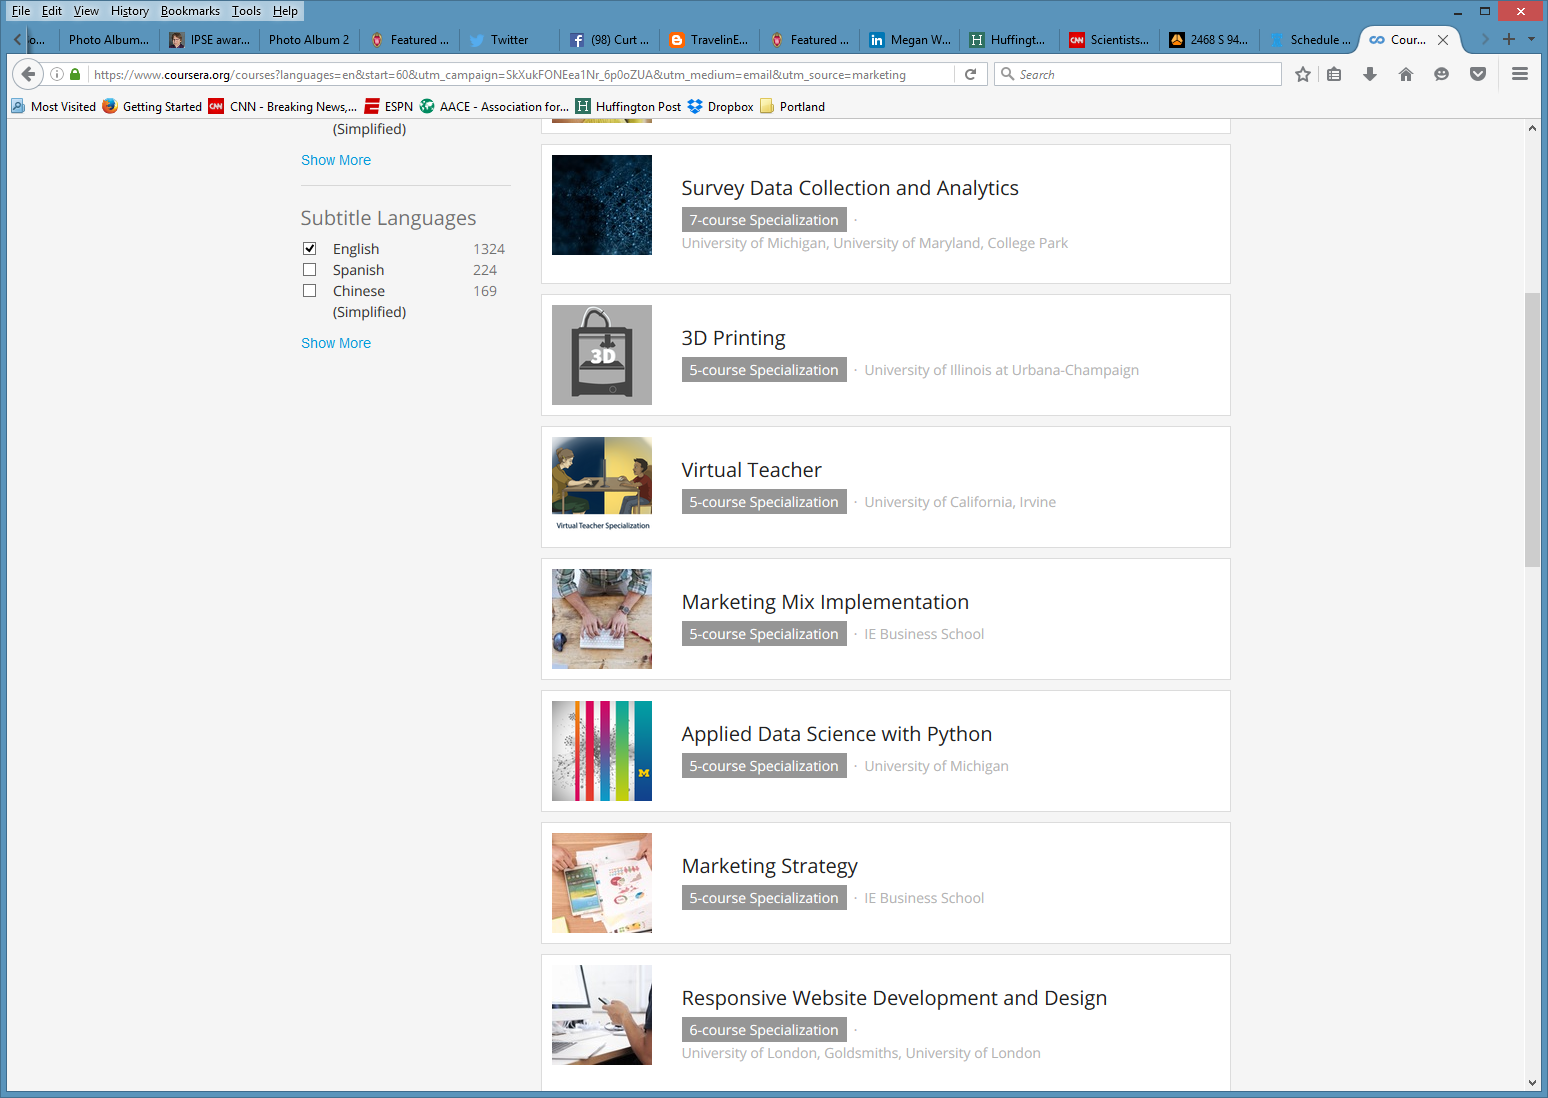 File Edit View History Bookmarks Tools Help
Photo Album... IPSE awar... Photo Album 2 Featured ... Twitter (98) Curt ... TravelinE... Featured ... Megan W... Huffingt... Scientists... 2468 S 94... Schedule ... Cour...
https://www.coursera.org/courses?languages=en&start=60&utm_campaign=SkXukFONEea1Nr_6p0oZUA&utm_medium=email&utm_source=marketing
Search
Most Visited Getting Started CNN - Breaking News,... ESPN AACE - Association for... Huffington Post Dropbox Portland
(Simplified)
Show More
Subtitle Languages
English 1324
Spanish 224
Chinese 169
(Simplified)
Show More
Survey Data Collection and Analytics
7-course Specialization ·
University of Michigan, University of Maryland, College Park
3D
3D Printing
5-course Specialization · University of Illinois at Urbana-Champaign
Virtual Teacher Specialization
Virtual Teacher
5-course Specialization · University of California, Irvine
Marketing Mix Implementation
5-course Specialization · IE Business School
M
Applied Data Science with Python
5-course Specialization · University of Michigan
Marketing Strategy
5-course Specialization · IE Business School
Responsive Website Development and Design
6-course Specialization ·
University of London, Goldsmiths, University of London